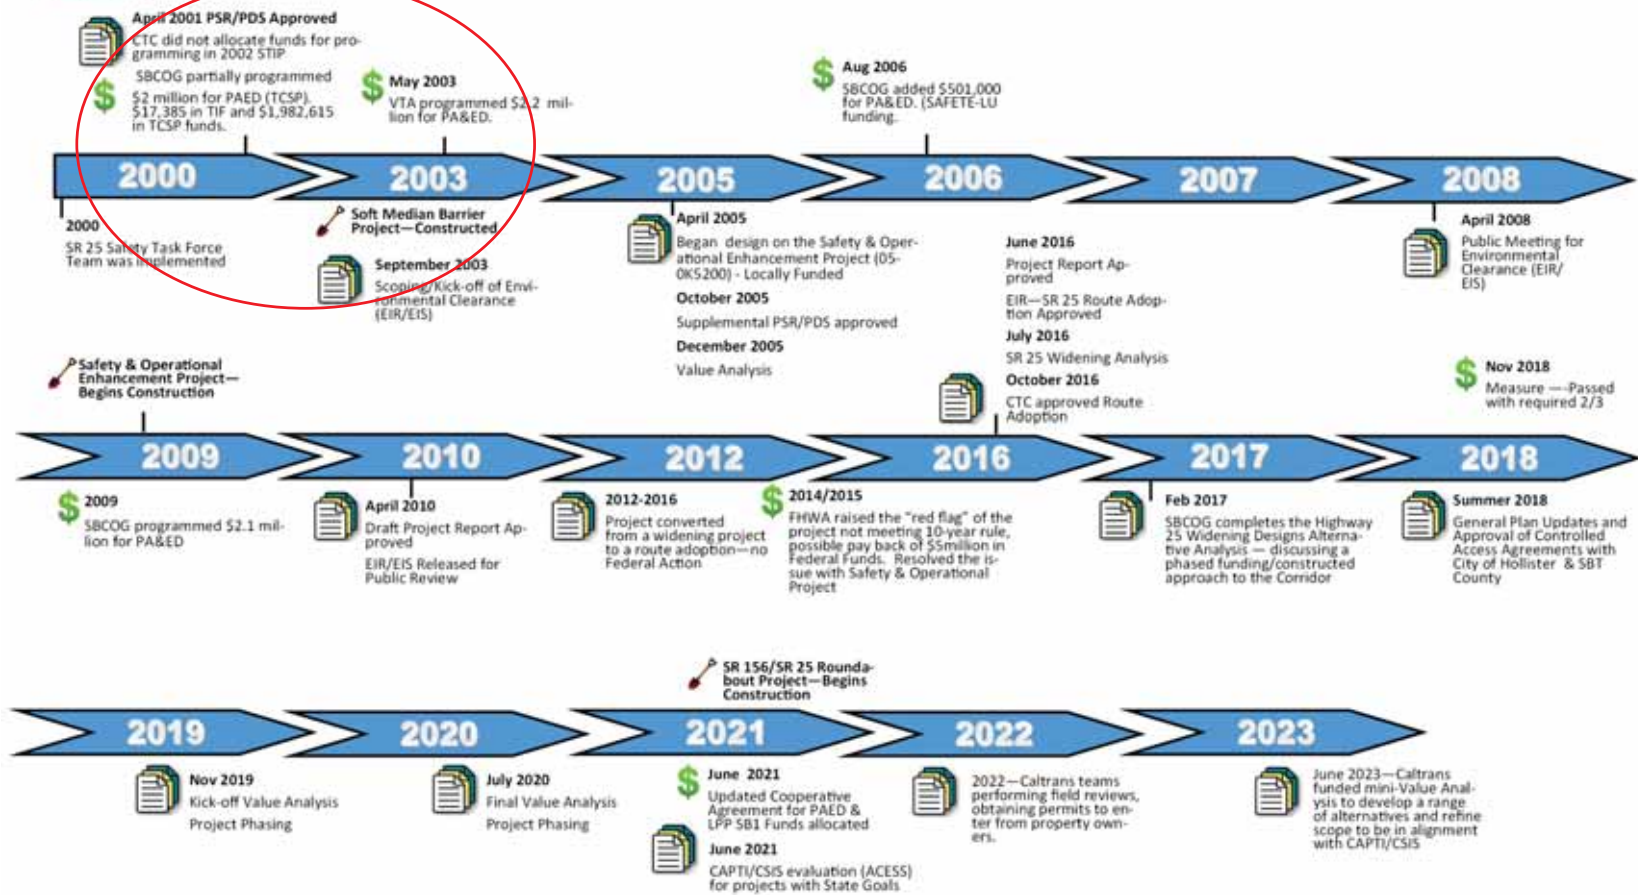 April 2001 PSR/PDS Approved
CTC did not allocate funds for pro-
gramming in 2002 STIP
SBCOG partially programmed
$2 million for PAED (TCSP).
$17,385 in TIF and $1,982,615
in TCSP funds.
May 2003
VTA programmed $2.2 mil-
lion for PA&ED.
Aug 2006
SBCOG added $501,000
for PA&ED. (SAFETE-LU
funding.
2000
2003
2005
2006
2007
2008
2000
SR 25 Safety Task Force
Team was implemented
Soft Median Barrier
Project—Constructed
September 2003
Scoping/Kick-off of Envi-
ronmental Clearance
(EIR/EIS)
April 2005
Began design on the Safety & Oper-
ational Enhancement Project (05-
0K5200) - Locally Funded
October 2005
Supplemental PSR/PDS approved
December 2005
Value Analysis
June 2016
Project Report Ap-
proved
EIR—SR 25 Route Adop-
tion Approved
July 2016
SR 25 Widening Analysis
October 2016
CTC approved Route
Adoption
April 2008
Public Meeting for
Environmental
Clearance (EIR/
EIS)
Safety & Operational
Enhancement Project—
Begins Construction
Nov 2018
Measure —-Passed
with required 2/3
2009
2010
2012
2016
2017
2018
2009
SBCOG programmed $2.1 mil-
lion for PA&ED
April 2010
Draft Project Report Ap-
proved
EIR/EIS Released for
Public Review
2012-2016
Project converted
from a widening project
to a route adoption—no
Federal Action
2014/2015
FHWA raised the "red flag" of the
project not meeting 10-year rule,
possible pay back of $5million in
Federal Funds. Resolved the is-
sue with Safety & Operational
Project
Feb 2017
SBCOG completes the Highway
25 Widening Designs Alterna-
tive Analysis — discussing a
phased funding/constructed
approach to the Corridor
Summer 2018
General Plan Updates and
Approval of Controlled
Access Agreements with
City of Hollister & SBT
County
SR 156/SR 25 Rounda-
bout Project—Begins
Construction
2019
2020
2021
2022
2023
Nov 2019
Kick-off Value Analysis
Project Phasing
July 2020
Final Value Analysis
Project Phasing
June 2021
Updated Cooperative
Agreement for PAED &
LPP SB1 Funds allocated
June 2021
CAPTI/CSIS evaluation (ACESS)
for projects with State Goals
2022—Caltrans teams
performing field reviews,
obtaining permits to en-
ter from property own-
ers.
June 2023—Caltrans
funded mini-Value Anal-
ysis to develop a range
of alternatives and refine
scope to be in alignment
with CAPTI/CSIS